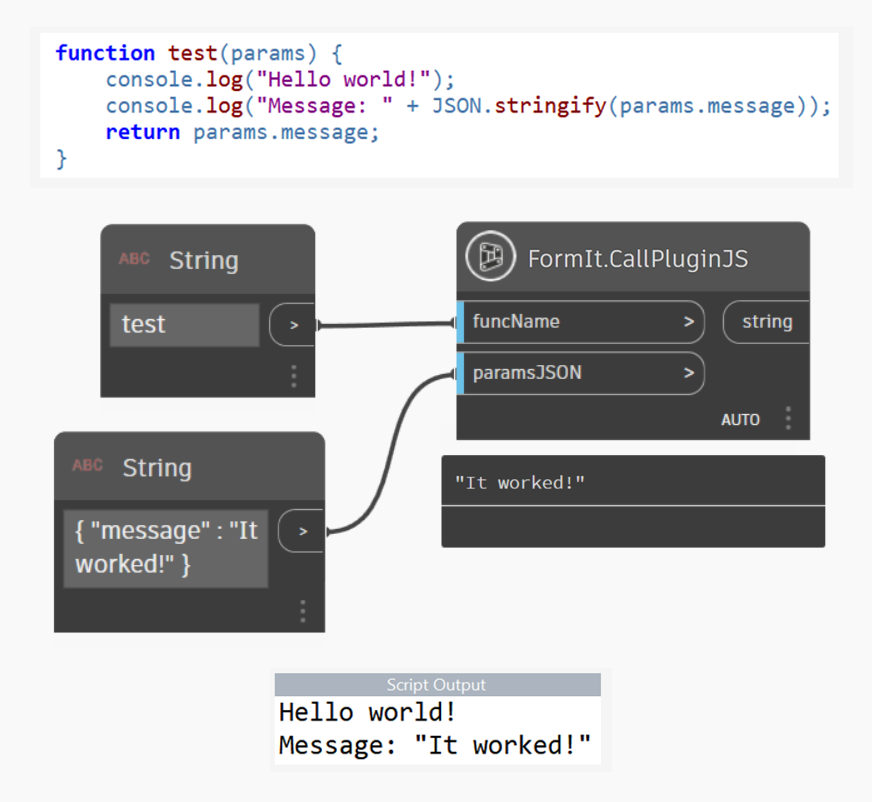 function test(params) {
    console.log("Hello world!");
    console.log("Message: " + JSON.stringify(params.message));
    return params.message;
}
ABC String
test >
ABC String
{ "message" : "It
worked!" }
>
FormIt.CallPluginJS
funcName > string
paramsJSON >
AUTO
"It worked!"
Script Output
Hello world!
Message: "It worked!"